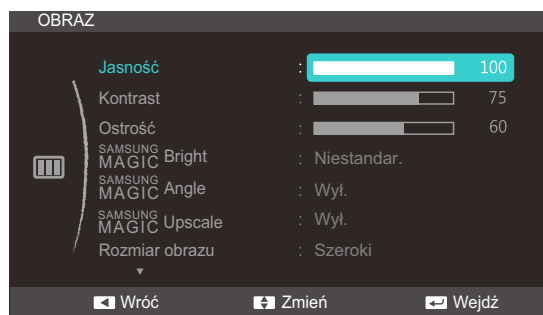 OBRAZ
Jasność : 100
Kontrast : 75
Ostrość : 60
SAMSUNG MAGIC Bright : Niestandar.
SAMSUNG MAGIC Angle : Wył.
SAMSUNG MAGIC Upscale : Wył.
Rozmiar obrazu : Szeroki
Wróć Zmień Wejdź